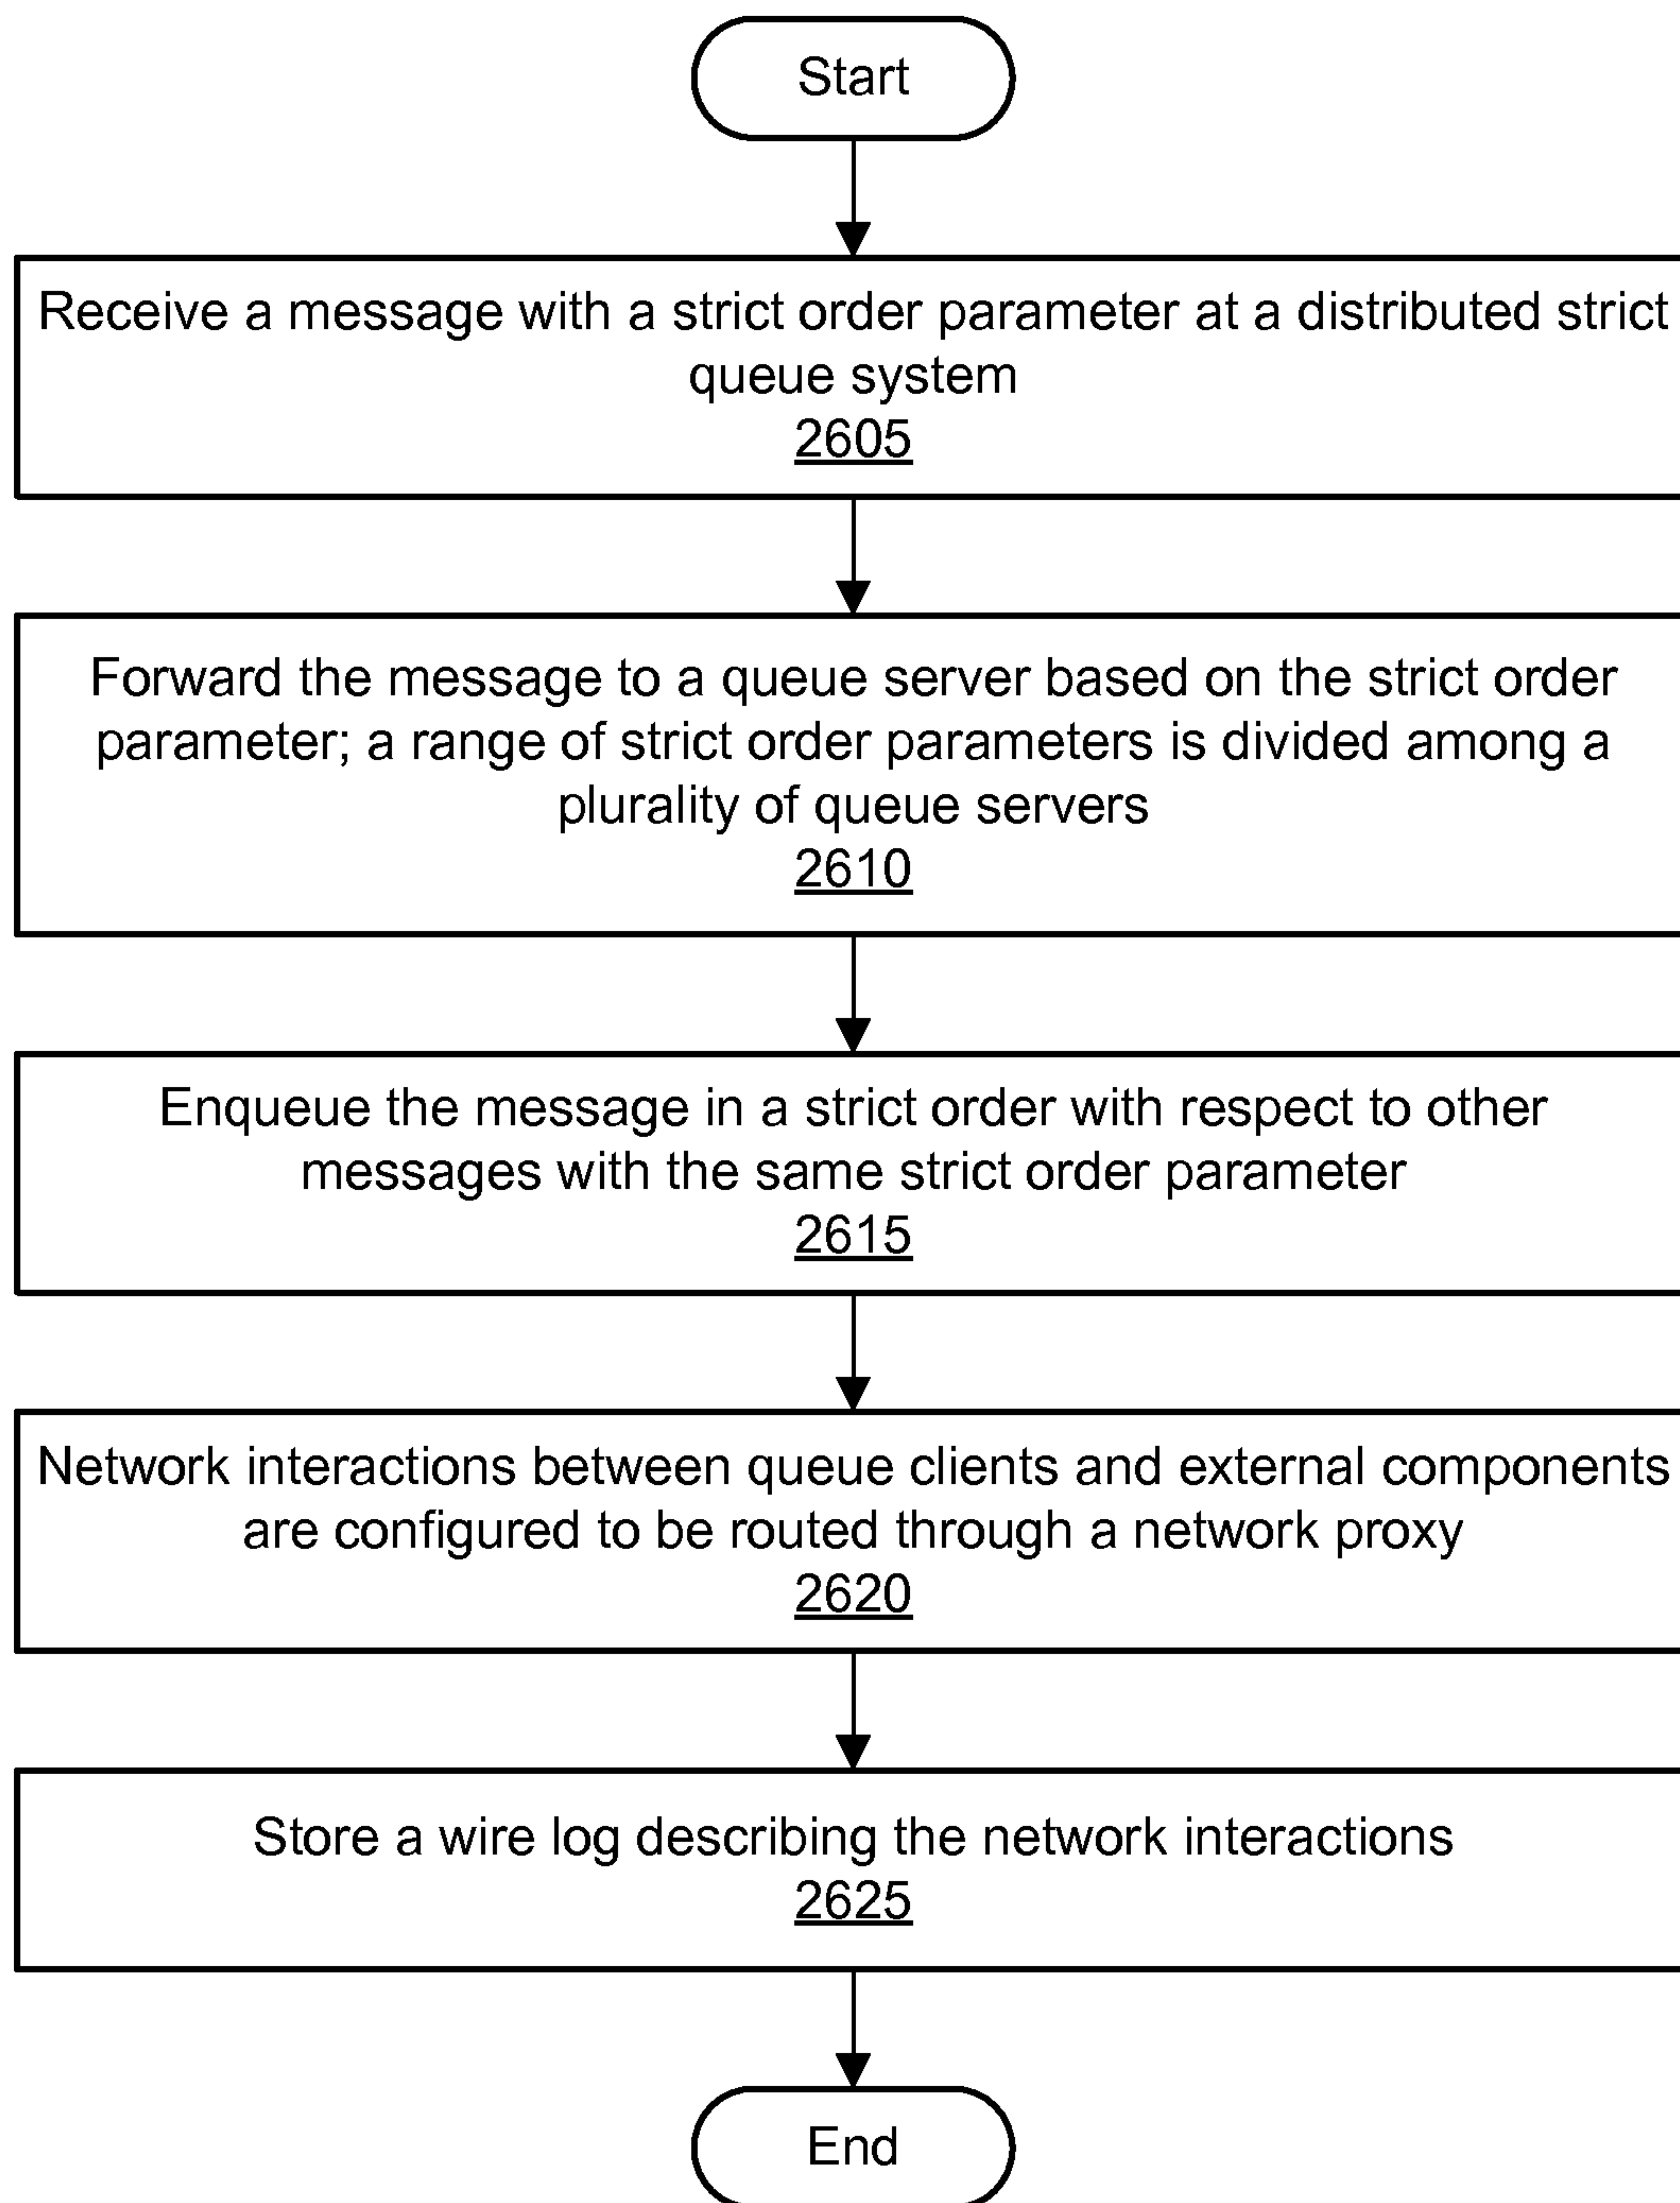 Start
Receive a message with a strict order parameter at a distributed strict
queue system
2605
Forward the message to a queue server based on the strict order
parameter; a range of strict order parameters is divided among a
plurality of queue servers
2610
Enqueue the message in a strict order with respect to other
messages with the same strict order parameter
2615
Network interactions between queue clients and external components
are configured to be routed through a network proxy
2620
Store a wire log describing the network interactions
2625
End